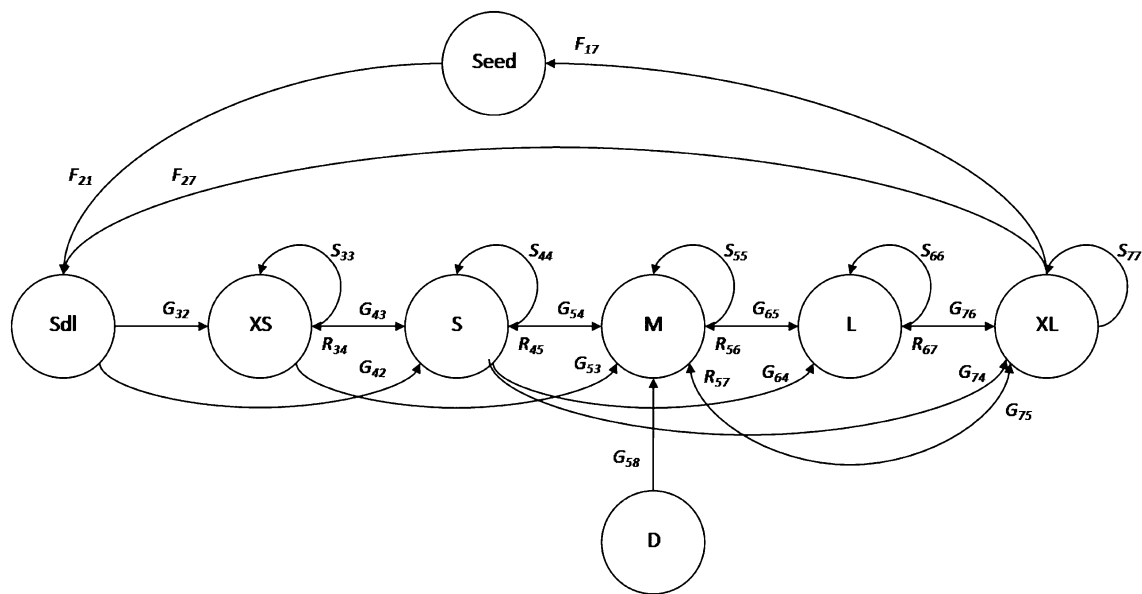 F17
Seed
F21
F27
S33
S44
S55
S66
S77
Sdl
G32
XS
G43
S
G54
M
G65
L
G76
XL
R34
R45
R56
R67
G42
G53
R57
G64
G74
G75
G58
D